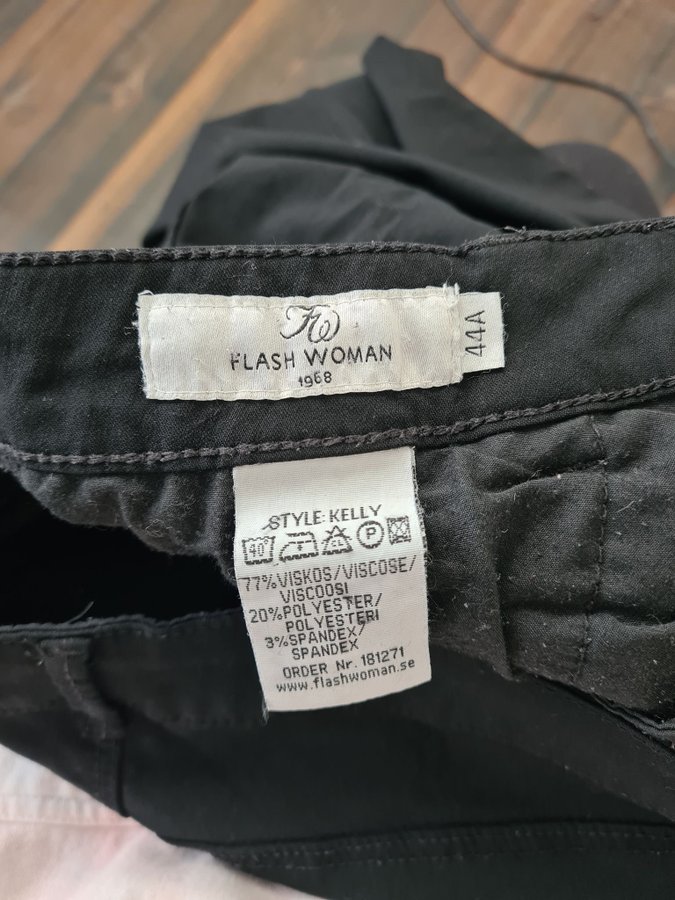 FW
FLASH WOMAN
1968
44A
STYLE: KELLY
40° CL P
77%VISKOS/VISCOSE/
VISCOOSI
20%POLYESTER/
POLYESTERI
3%SPANDEX/
SPANDEX
ORDER Nr. 181271
www.flashwoman.se